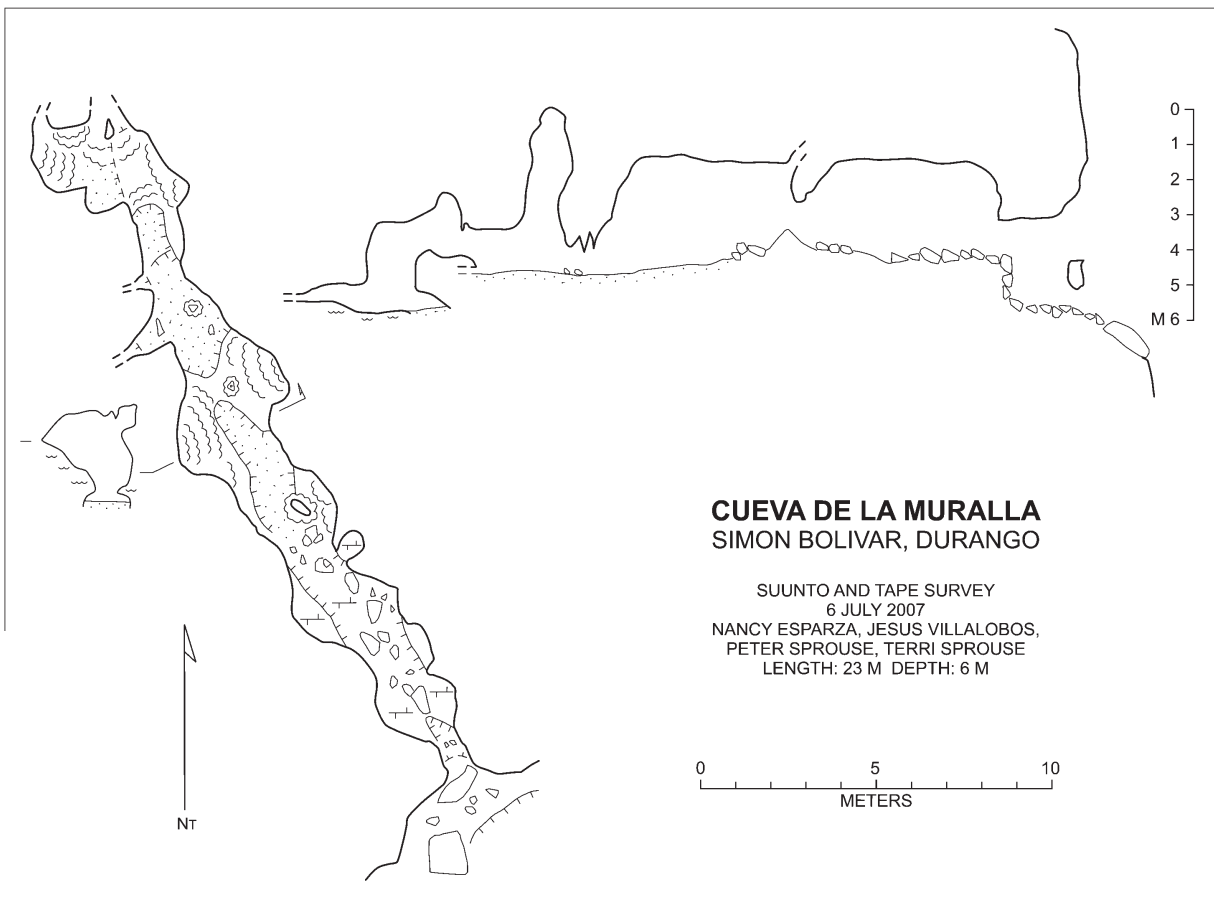 0
1
2
3
4
5
M 6
CUEVA DE LA MURALLA
SIMON BOLIVAR, DURANGO
SUUNTO AND TAPE SURVEY
6 JULY 2007
NANCY ESPARZA, JESUS VILLALOBOS,
PETER SPROUSE, TERRI SPROUSE
LENGTH: 23 M DEPTH: 6 M
0 5 10
METERS
NT